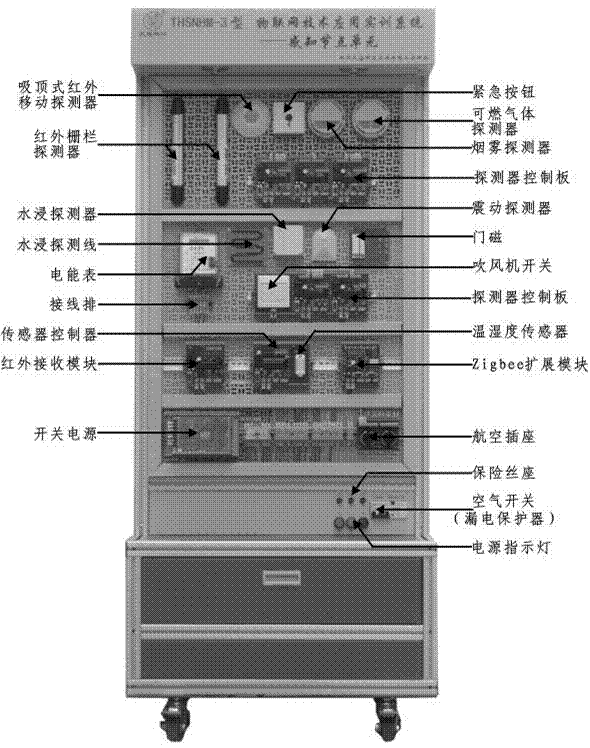 THSNHM-3型 物联网技术应用实训系统
——感知节点单元
吸顶式红外
移动探测器
红外栅栏
探测器
水浸探测器
水浸探测线
电能表
接线排
传感器控制器
红外接收模块
开关电源
紧急按钮
可燃气体
探测器
烟雾探测器
探测器控制板
震动探测器
门磁
吹风机开关
探测器控制板
温湿度传感器
Zigbee扩展模块
航空插座
保险丝座
空气开关
(漏电保护器)
电源指示灯